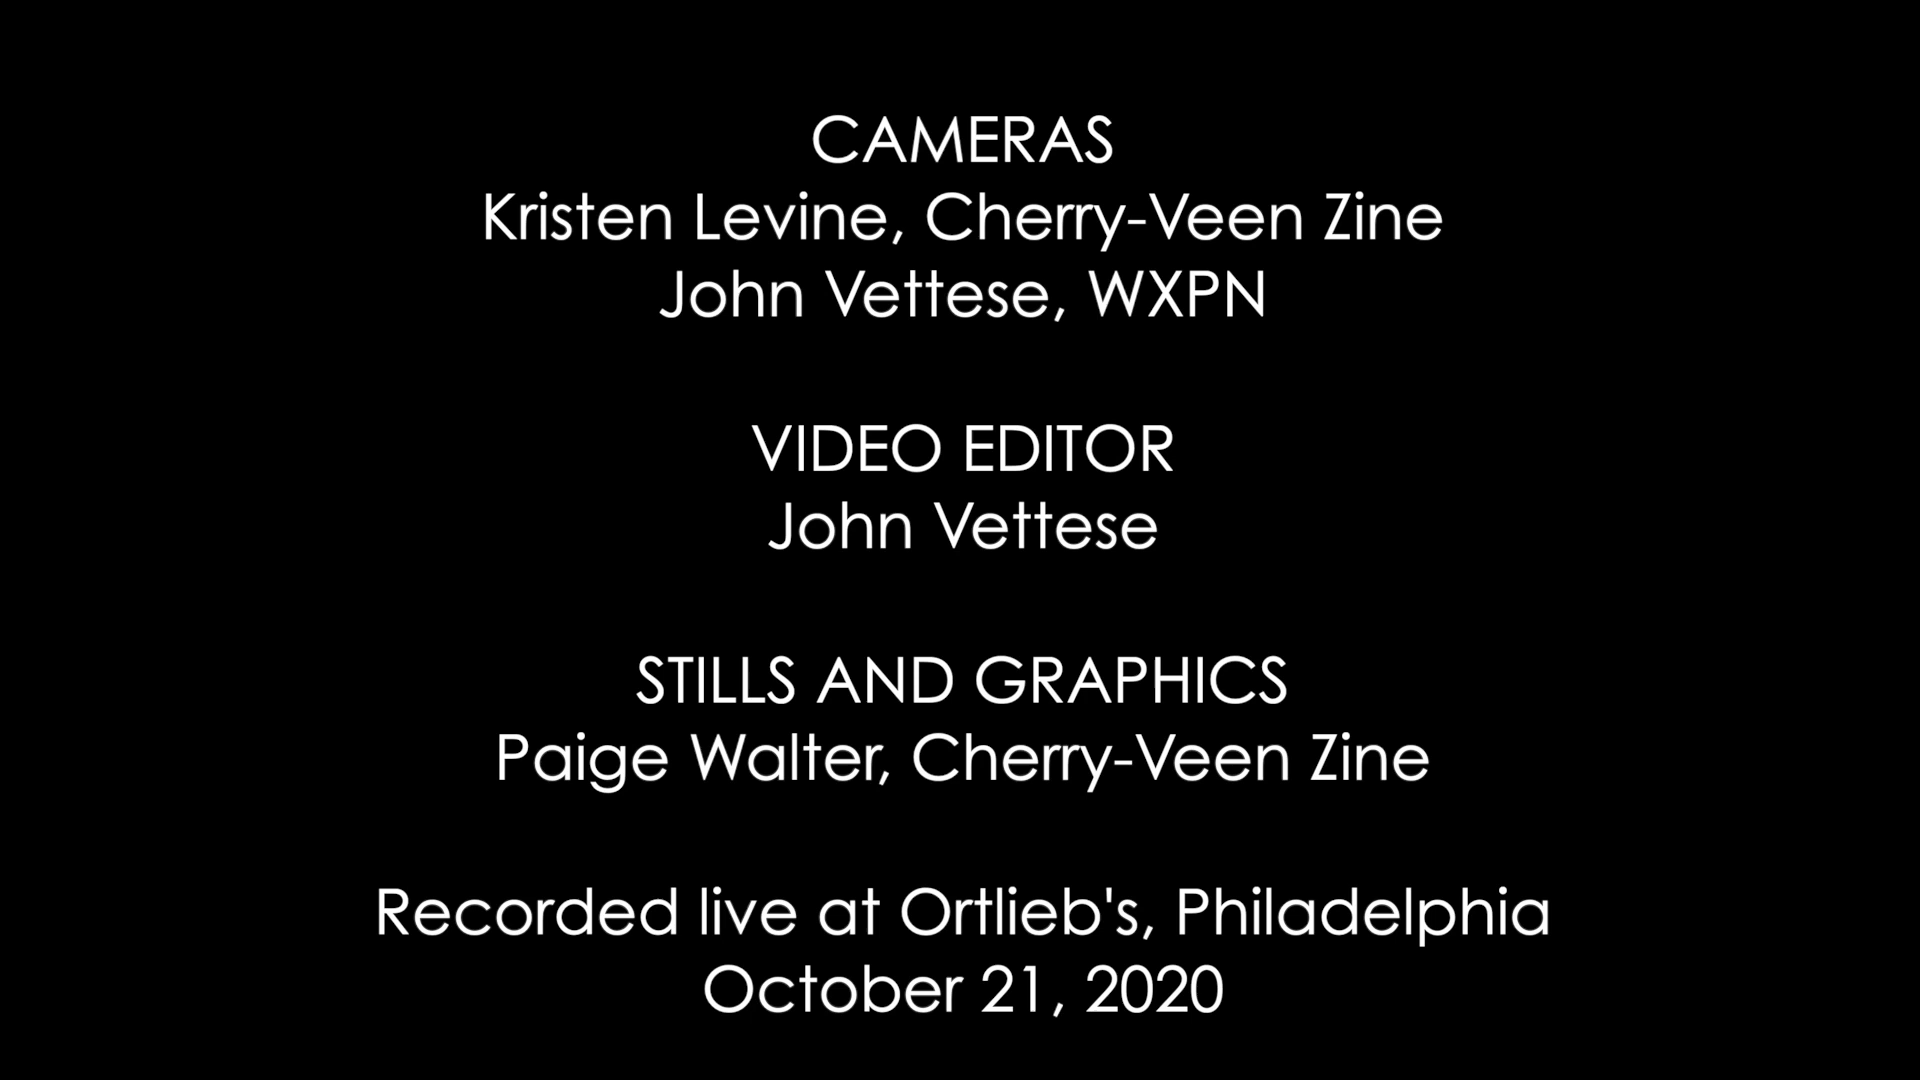 CAMERAS
Kristen Levine, Cherry-Veen Zine
John Vettese, WXPN
VIDEO EDITOR
John Vettese
STILLS AND GRAPHICS
Paige Walter, Cherry-Veen Zine
Recorded live at Ortlieb's, Philadelphia
October 21, 2020